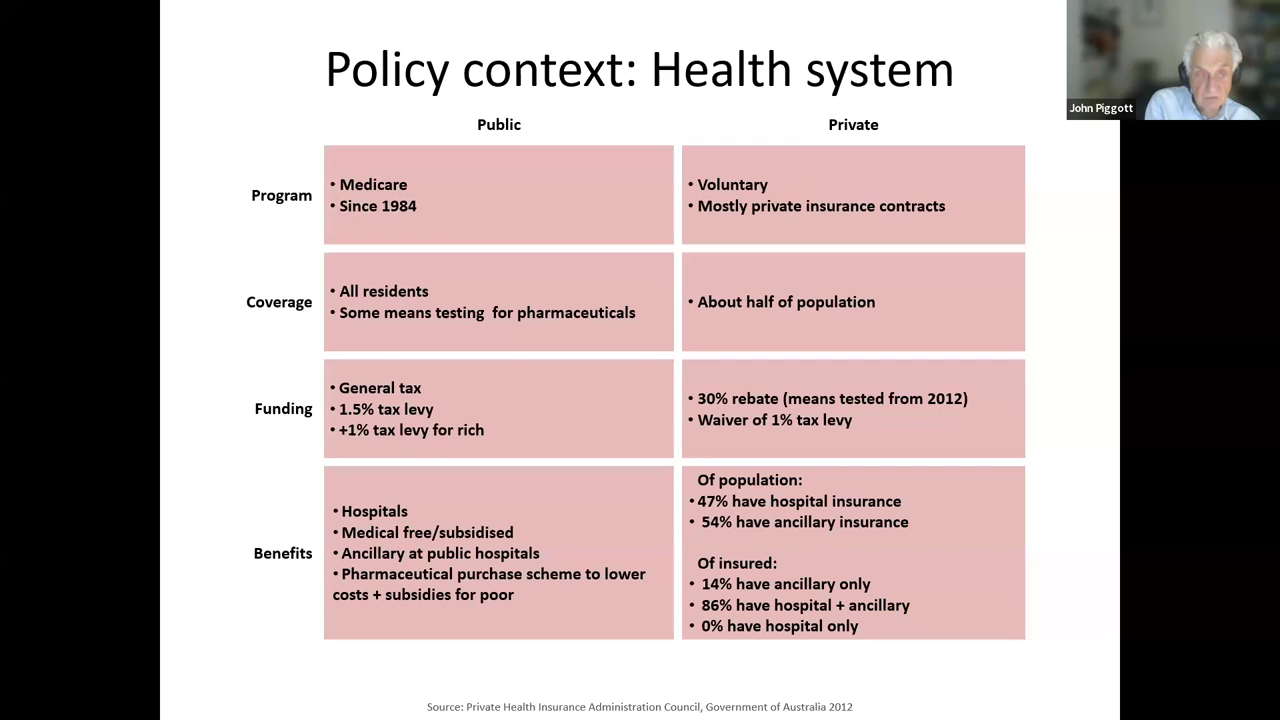 Policy context: Health system
John Piggott
Public
Private
Program
• Medicare
• Since 1984
• Voluntary
• Mostly private insurance contracts
Coverage
• All residents
• Some means testing  for pharmaceuticals
• About half of population
Funding
• General tax
• 1.5% tax levy
• +1% tax levy for rich
• 30% rebate (means tested from 2012)
• Waiver of 1% tax levy
Benefits
• Hospitals
• Medical free/subsidised
• Ancillary at public hospitals
• Pharmaceutical purchase scheme to lower
costs + subsidies for poor
Of population:
• 47% have hospital insurance
• 54% have ancillary insurance
Of insured:
• 14% have ancillary only
• 86% have hospital + ancillary
• 0% have hospital only
Source: Private Health Insurance Administration Council, Government of Australia 2012